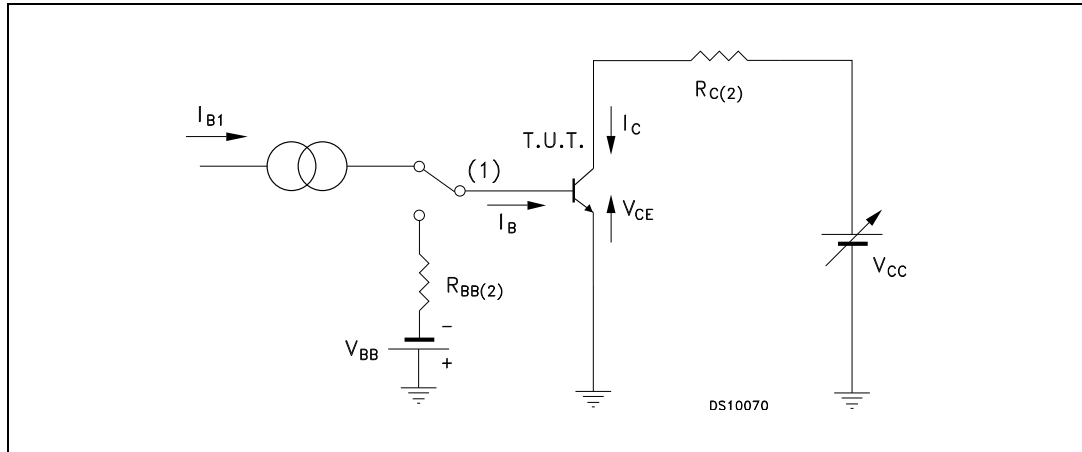 R_C(2)
I_B1
I_C
T.U.T.
(1)
I_B
V_CE
V_CC
R_BB(2)
−
V_BB
+
DS10070